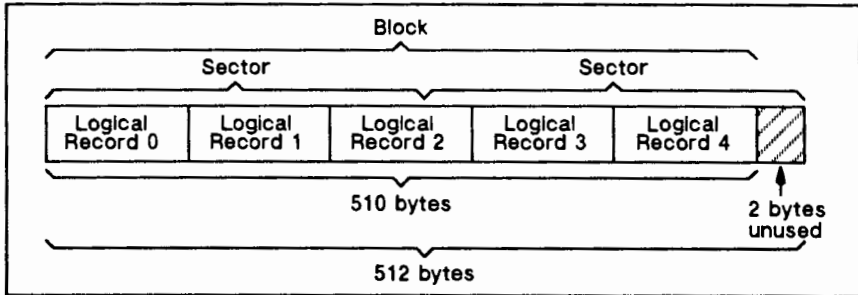 Block
Sector Sector
Logical Logical Logical Logical Logical
Record 0 Record 1 Record 2 Record 3 Record 4
510 bytes
2 bytes
unused
512 bytes